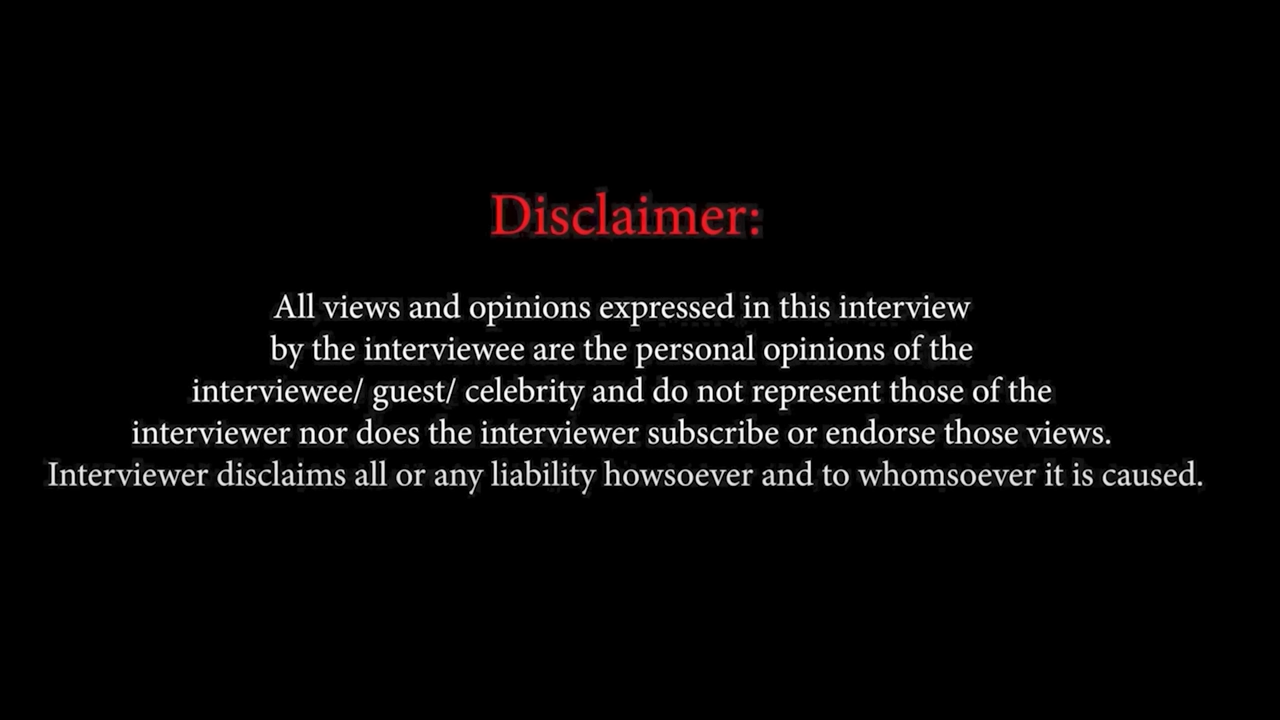 Disclaimer:
All views and opinions expressed in this interview
by the interviewee are the personal opinions of the
interviewee/ guest/ celebrity and do not represent those of the
interviewer nor does the interviewer subscribe or endorse those views.
Interviewer disclaims all or any liability howsoever and to whomsoever it is caused.